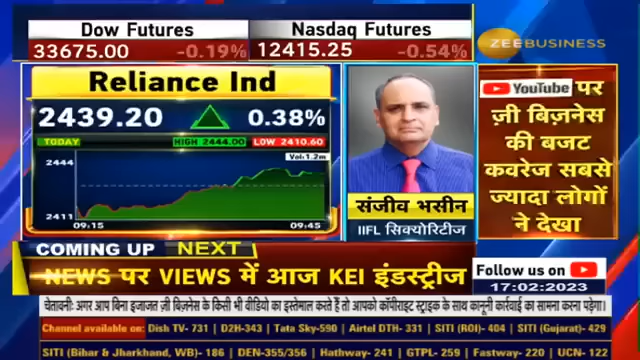 Dow Futures
33675.00 -0.19%
Nasdaq Futures
12415.25 -0.54%
ZEE BUSINESS
Reliance Ind
2439.20 0.38%
TODAY HIGH 2444.00 LOW 2410.60
Vol:1.2m
2444
2411
09:15 09:45
संजीव भसीन
IIFL सिक्योरिटीज
YouTube पर
ज़ी बिज़नेस
की बजट
कवरेज सबसे
ज्यादा लोगों
ने देखा
COMING UP NEXT
NEWS पर VIEWS में आज KEI इंडस्ट्रीज
Follow us on
17-02-2023
चेतावनी: अगर आप बिना इजाजत ज़ी बिज़नेस के किसी भी वीडियो का इस्तेमाल करते हैं तो आपको कॉपीराइट स्ट्राइक के साथ कानूनी कार्रवाई का सामना करना पड़ेगा.
Channel available on: Dish TV- 731 | D2H-343 | Tata Sky-590 | Airtel DTH- 331 | SITI (ROI) - 404 | SITI (Gujarat) - 429
SITI (Bihar & Jharkhand, WB)- 186 | DEN-355/356 | Hathway- 241 | GTPL- 259 | Fastway- 220 | UCN- 122